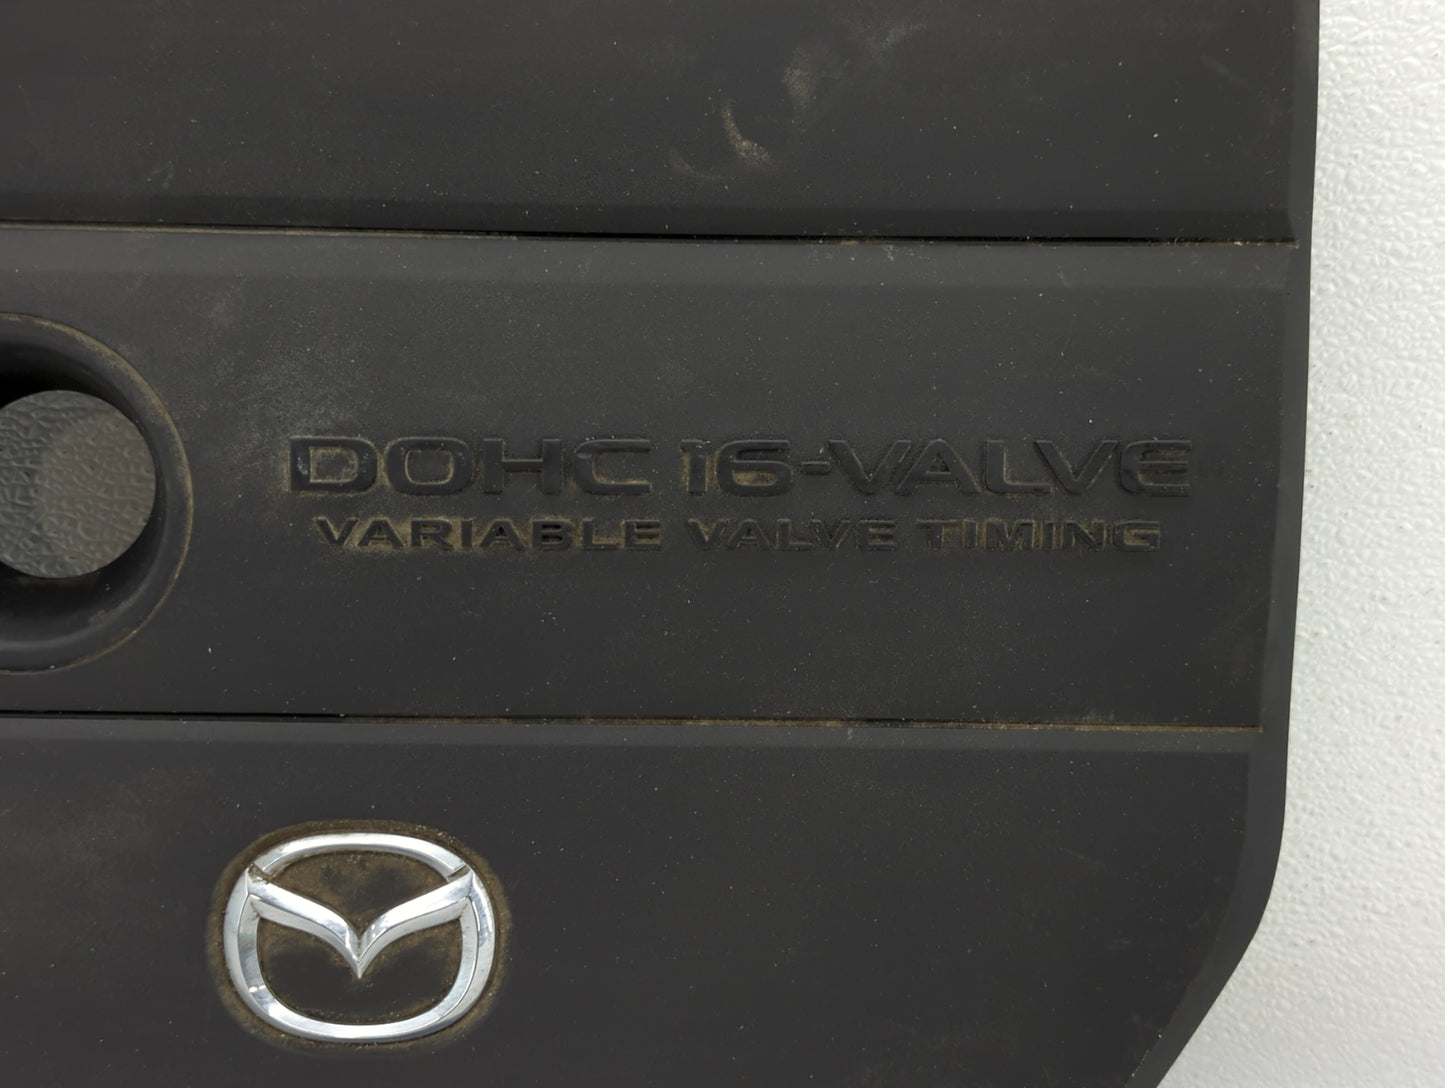 DOHC 16-VALVE
VARIABLE VALVE TIMING